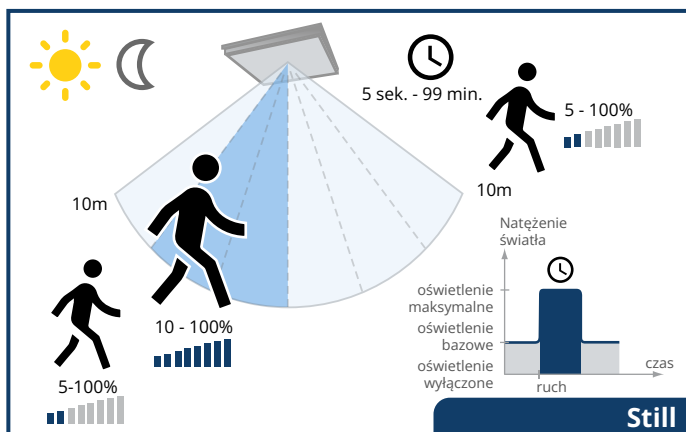 5 sek. - 99 min.
5 - 100%
10m
10m
10 - 100%
5-100%
Natężenie
światła
oświetlenie
maksymalne
oświetlenie
bazowe
oświetlenie
wyłączone
ruch
czas
Still